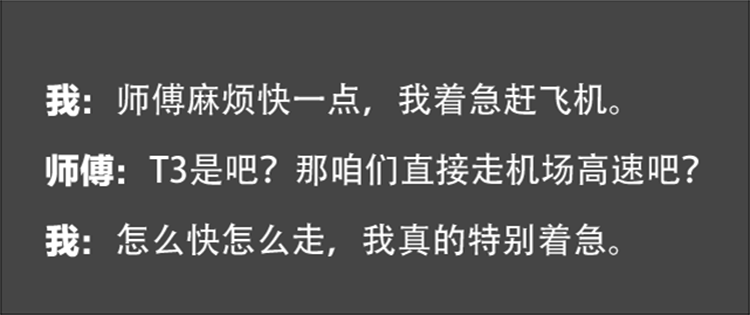 我：师傅麻烦快一点，我着急赶飞机。
师傅：T3是吧？那咱们直接走机场高速吧？
我：怎么快怎么走，我真的特别着急。